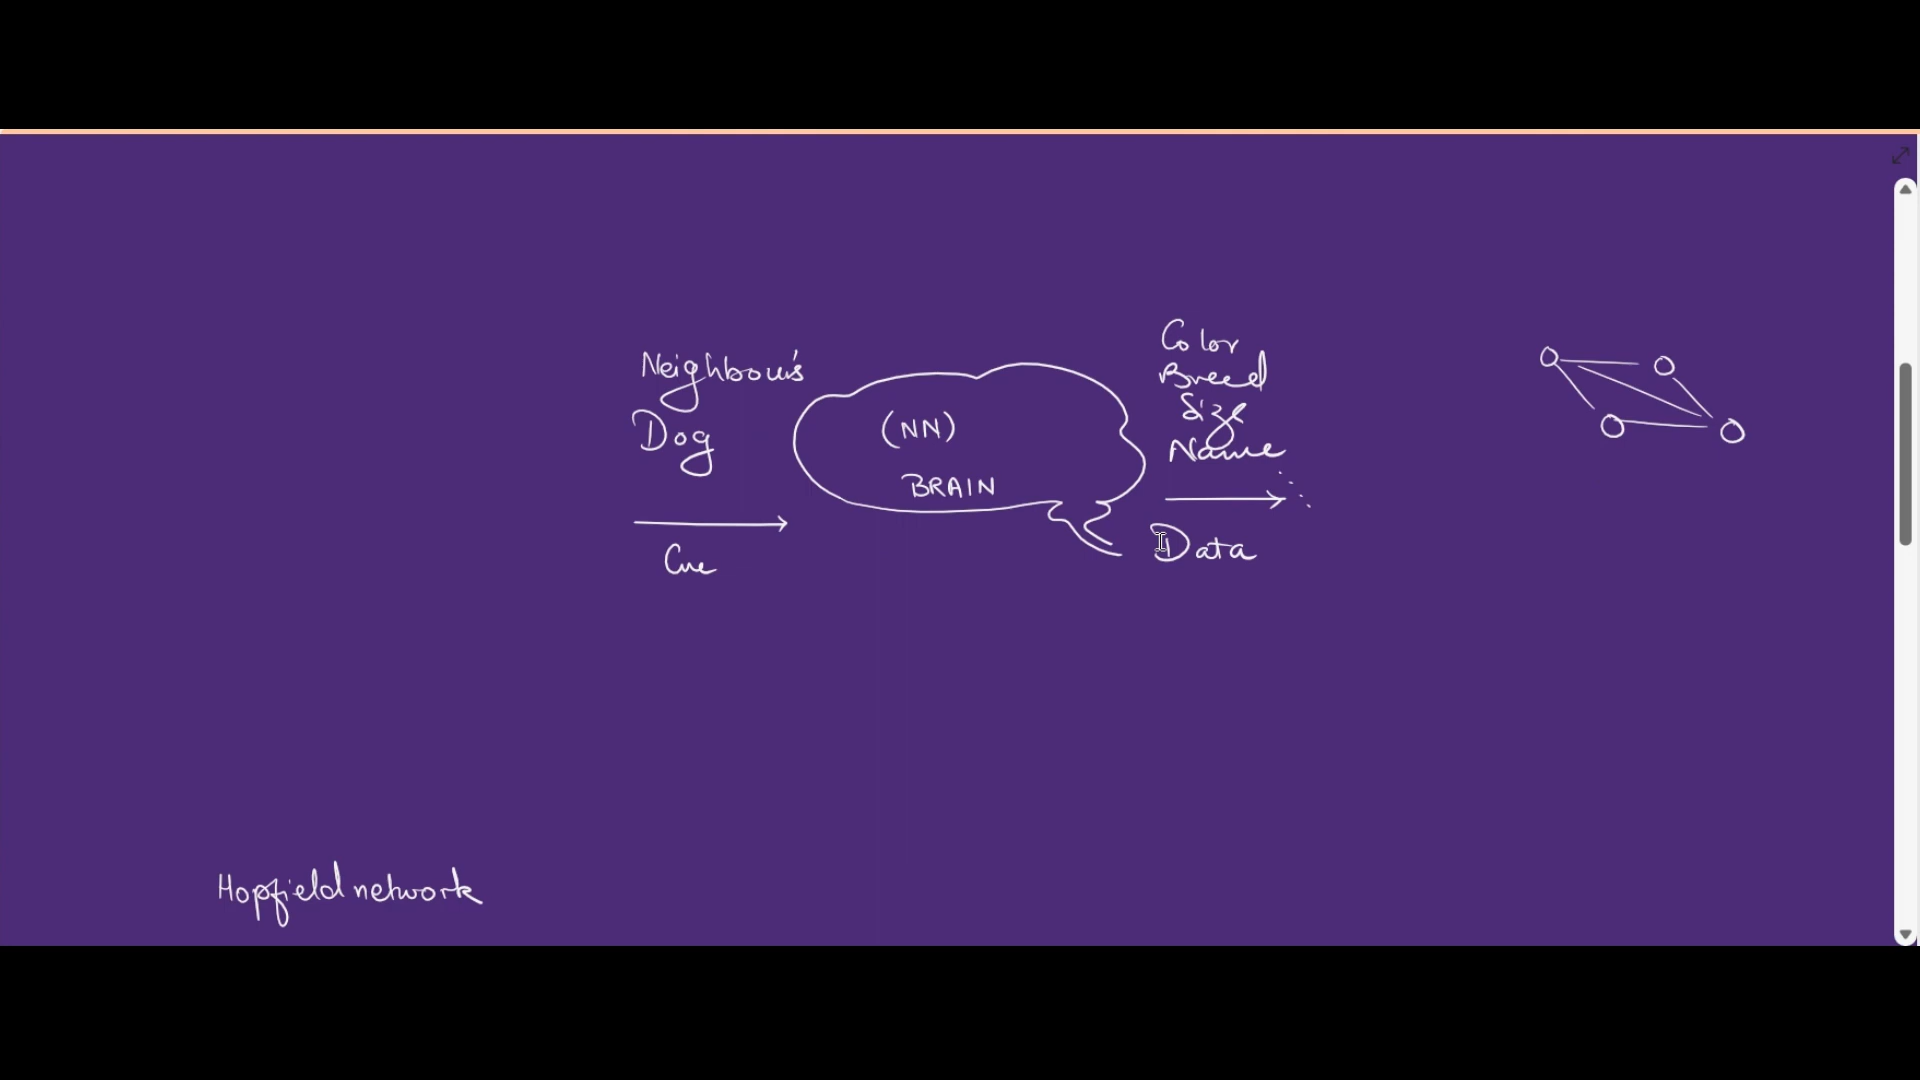 Neighbour's
Dog
Cue
(NN)
BRAIN
Color
Breed
Size
Name
Data
Hopfield network